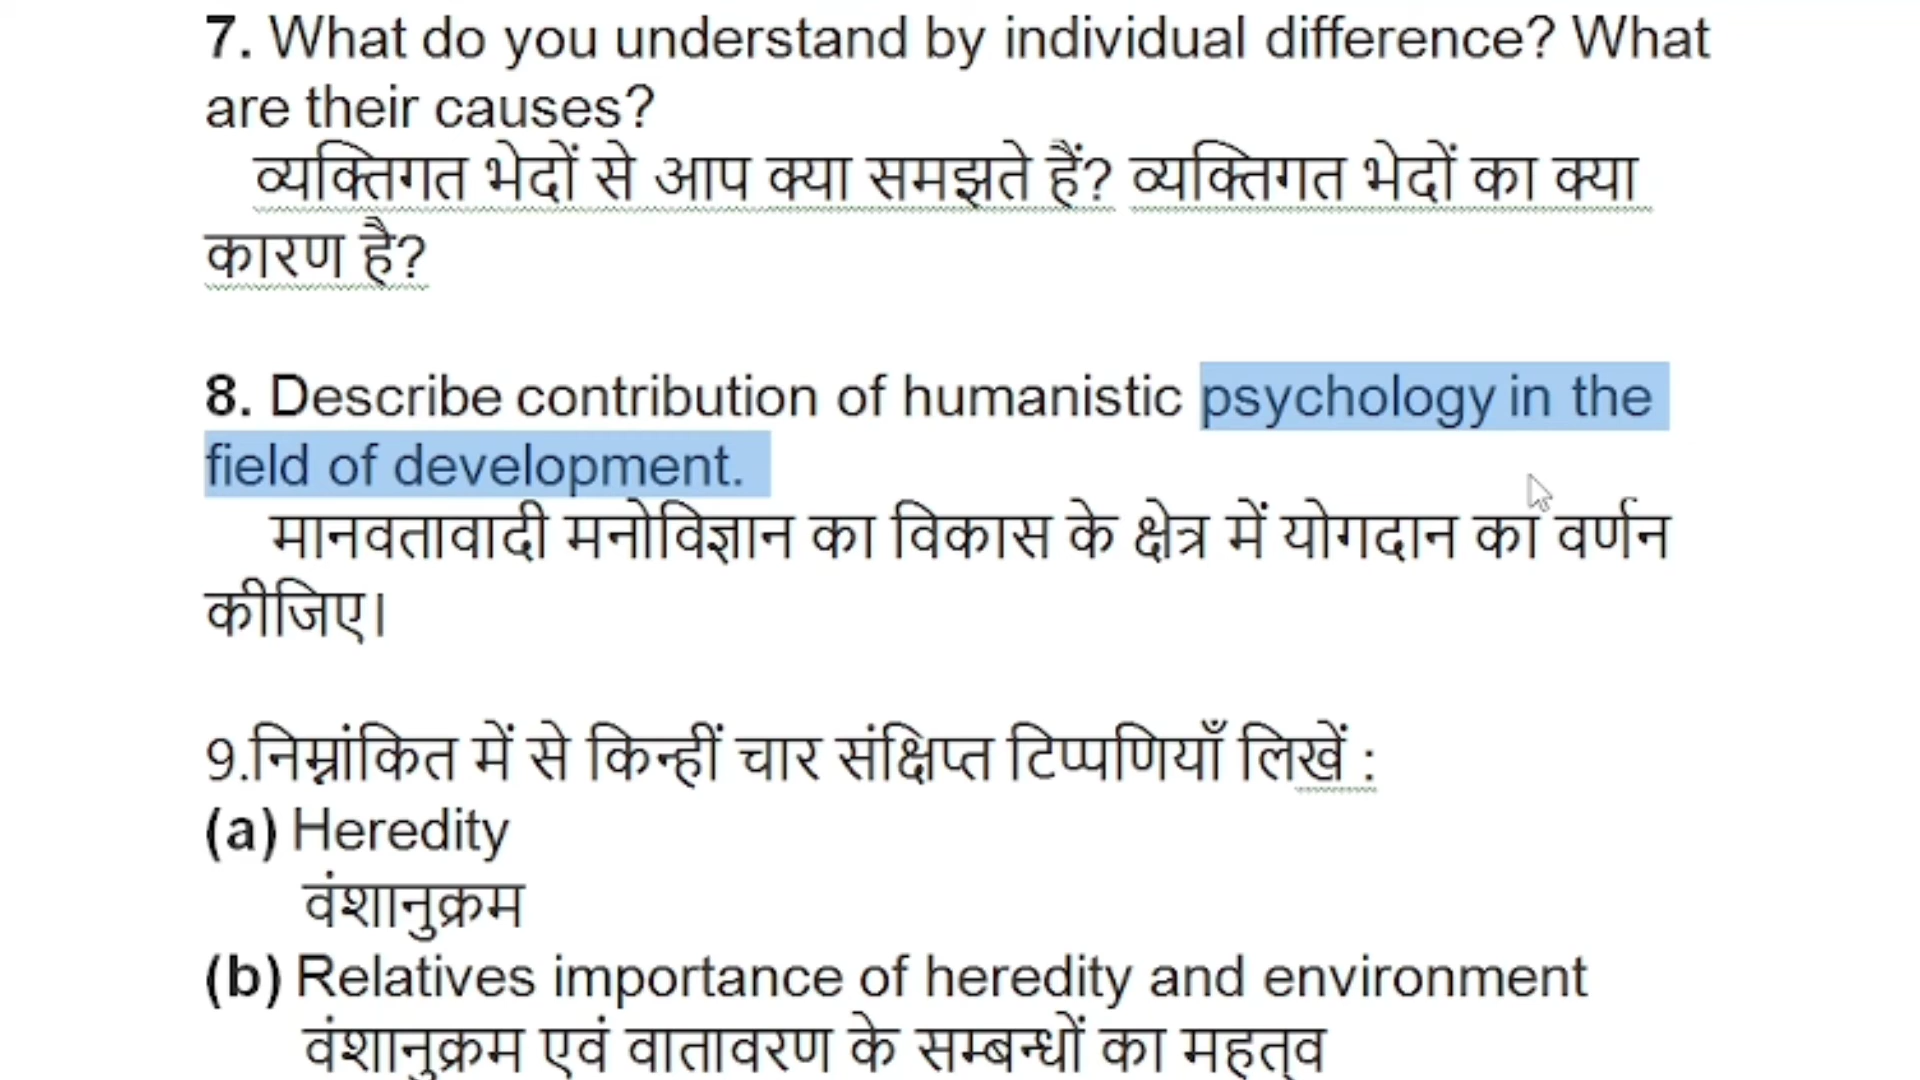 7. What do you understand by individual difference? What
are their causes?
व्यक्तिगत भेदों से आप क्या समझते हैं? व्यक्तिगत भेदों का क्या
कारण है?
8. Describe contribution of humanistic psychology in the
field of development.
मानवतावादी मनोविज्ञान का विकास के क्षेत्र में योगदान का वर्णन
कीजिए।
9.निम्नांकित में से किन्हीं चार संक्षिप्त टिप्पणियाँ लिखें :
(a) Heredity
वंशानुक्रम
(b) Relatives importance of heredity and environment
वंशानुक्रम एवं वातावरण के सम्बन्धों का महत्व